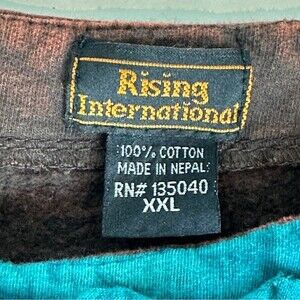 Rising
International
100% COTTON
MADE IN NEPAL
RN# 135040
XXL